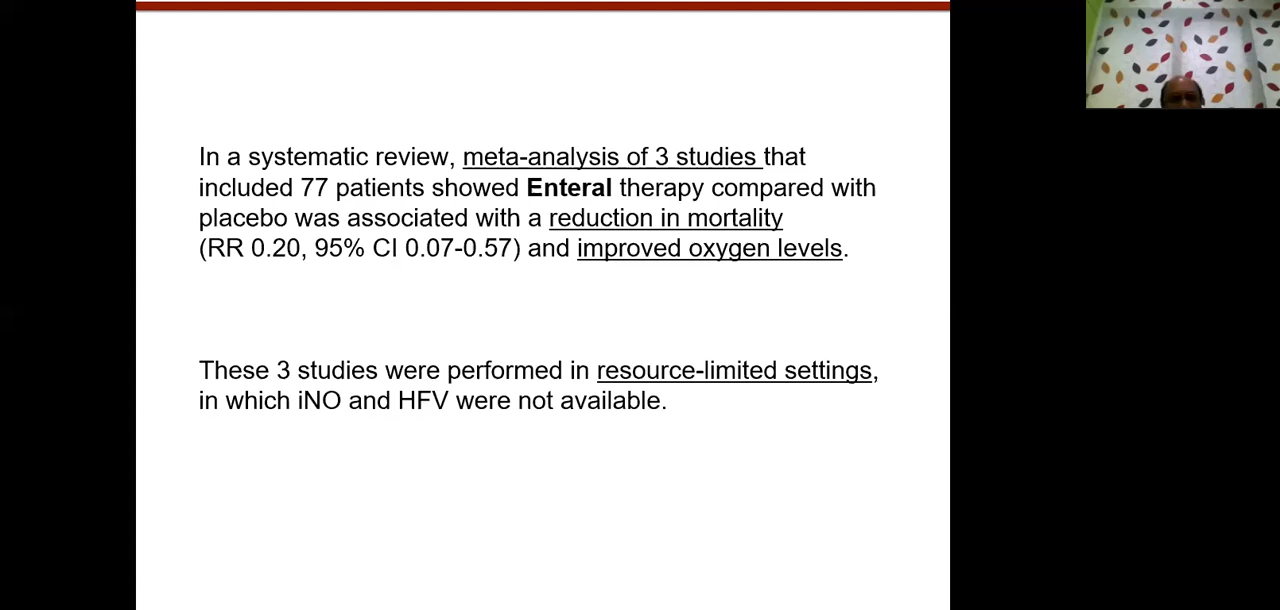 In a systematic review, meta-analysis of 3 studies that
included 77 patients showed Enteral therapy compared with
placebo was associated with a reduction in mortality
(RR 0.20, 95% CI 0.07-0.57) and improved oxygen levels.
These 3 studies were performed in resource-limited settings,
in which iNO and HFV were not available.